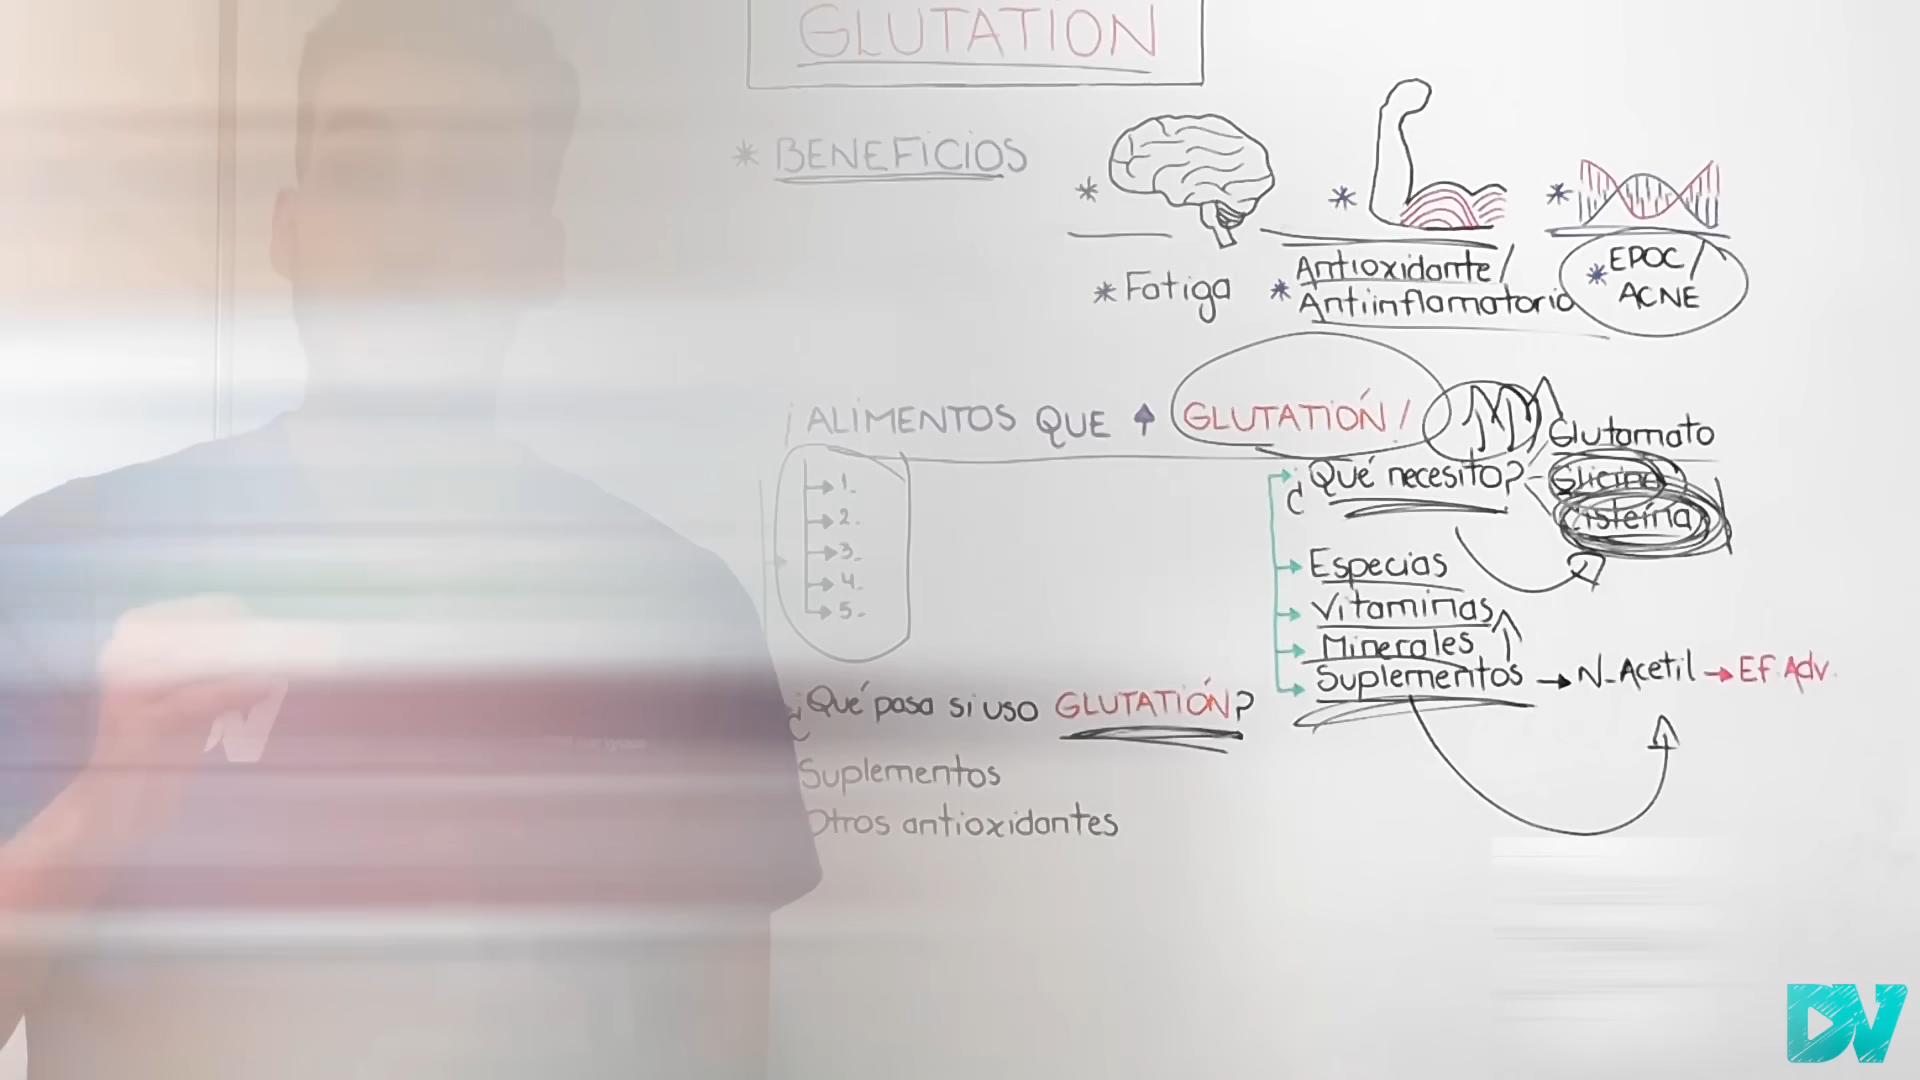 GLUTATION
* BENEFICIOS
* Fatiga
* Antioxidante /
Antiinflamatorio
* EPOC /
ACNE
¡ALIMENTOS QUE ↑ GLUTATIÓN!
1.
2.
3.
4.
5.
¿Qué necesito?
Glutamato
Glicina
Cisteína
Especias
Vitaminas
Minerales
Suplementos → N-Acetil → Ef. Adv.
¿Qué pasa si uso GLUTATIÓN?
Suplementos
Otros antioxidantes
DV